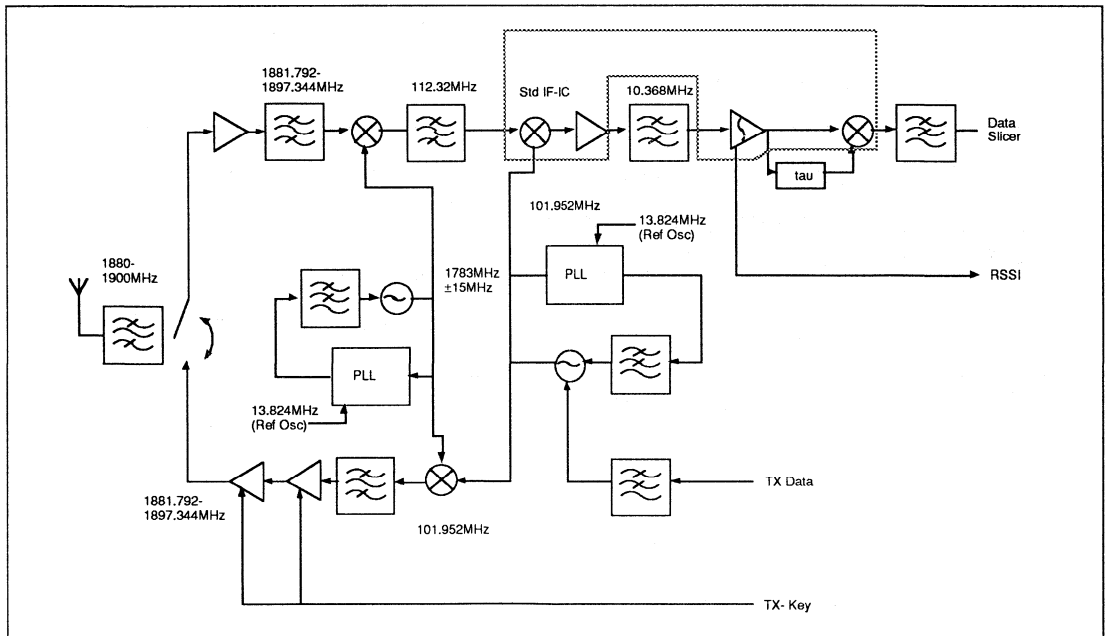 1881.792-
1897.344MHz
112.32MHz
Std IF-IC
10.368MHz
Data
Slicer
tau
101.952MHz
13.824MHz
(Ref Osc)
1880-
1900MHz
1783MHz
±15MHz
PLL
RSSI
PLL
13.824MHz
(Ref Osc)
TX Data
1881.792-
1897.344MHz
101.952MHz
TX- Key